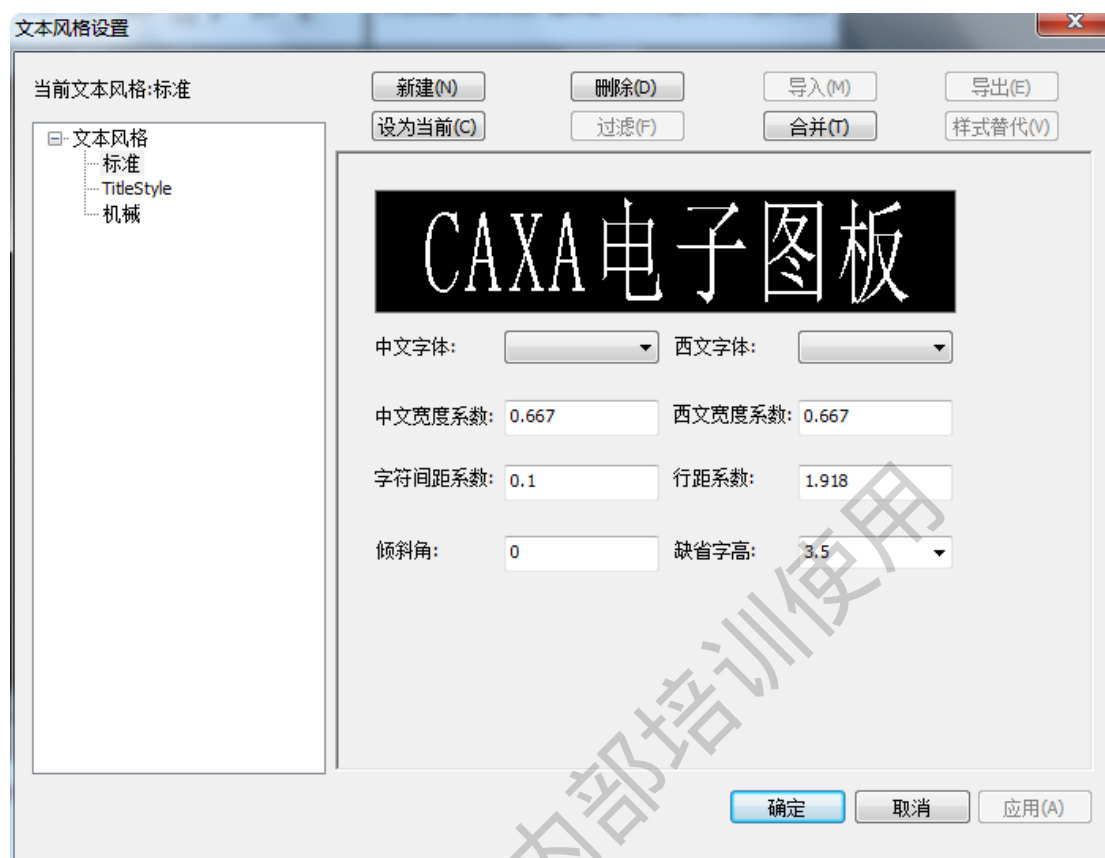 文本风格设置
当前文本风格:标准
新建(N) 删除(D) 导入(M) 导出(E)
设为当前(C) 过滤(F) 合并(T) 样式替代(V)
文本风格
标准
TitleStyle
机械
CAXA电子图板
中文字体: 西文字体:
中文宽度系数: 0.667 西文宽度系数: 0.667
字符间距系数: 0.1 行距系数: 1.918
倾斜角: 0 缺省字高: 3.5
确定 取消 应用(A)
内部培训使用